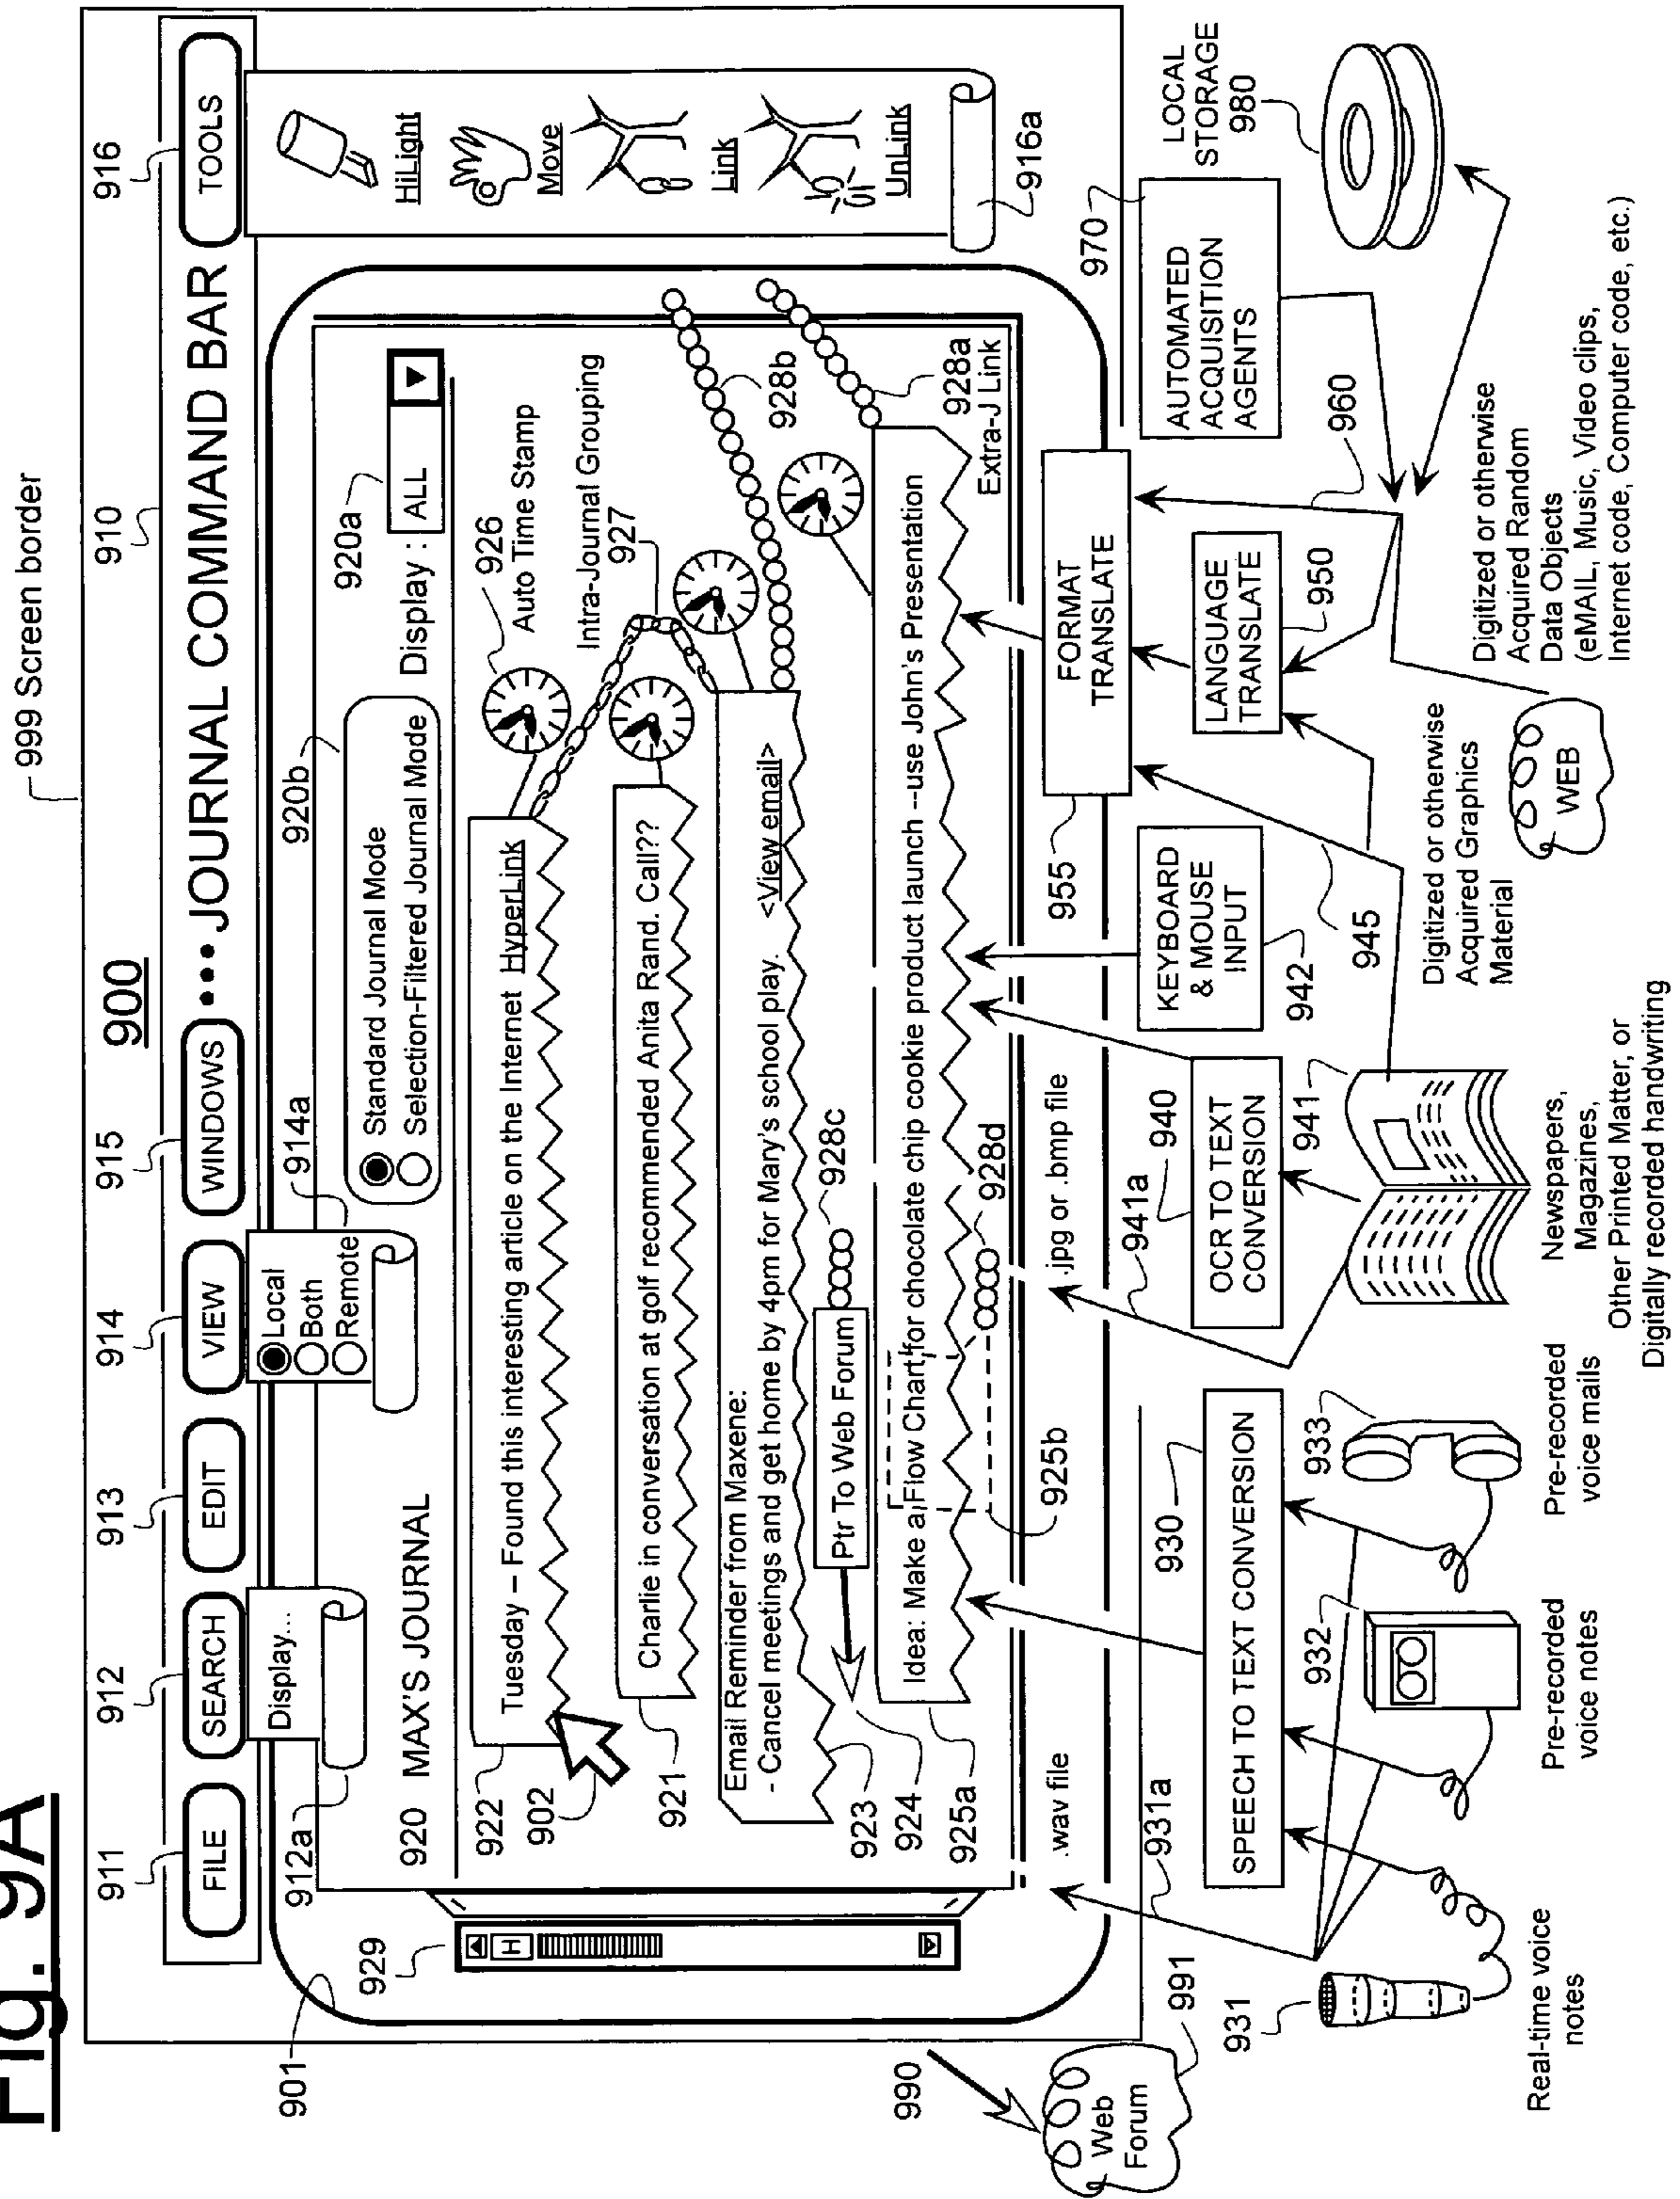 Fig. 9A
999 Screen border
900
910
911
912
913
914
915
916
FILE
SEARCH
EDIT
VIEW
WINDOWS
••• JOURNAL COMMAND BAR
TOOLS
912a
Display...
Local
Both
Remote
914a
920b
Standard Journal Mode
Selection-Filtered Journal Mode
920a
Display :
ALL
HiLight
Move
Link
UnLink
916a
901
929
H
920 MAX'S JOURNAL
922
Tuesday – Found this interesting article on the Internet HyperLink
902
926
Auto Time Stamp
Intra-Journal Grouping
927
921
Charlie in conversation at golf recommended Anita Rand. Call??
Email Reminder from Maxene:
- Cancel meetings and get home by 4pm for Mary's school play. <View email>
923
928b
Ptr To Web Forum
928c
924
Idea: Make a Flow Chart for chocolate chip cookie product launch --use John's Presentation
925a
928a
Extra-J Link
928d
925b
.wav file
.jpg or .bmp file
990
Web
Forum
991
931a
930
SPEECH TO TEXT CONVERSION
941a
940
OCR TO TEXT
CONVERSION
KEYBOARD
& MOUSE
INPUT
942
955
FORMAT
TRANSLATE
LANGUAGE
TRANSLATE
950
945
960
970
AUTOMATED
ACQUISITION
AGENTS
LOCAL
STORAGE
980
931
932
933
941
Real-time voice
notes
Pre-recorded
voice notes
Pre-recorded
voice mails
Newspapers,
Magazines,
Other Printed Matter, or
Digitally recorded handwriting
Digitized or otherwise
Acquired Graphics
Material
WEB
Digitized or otherwise
Acquired Random
Data Objects
(eMAIL, Music, Video clips,
Internet code, Computer code, etc.)